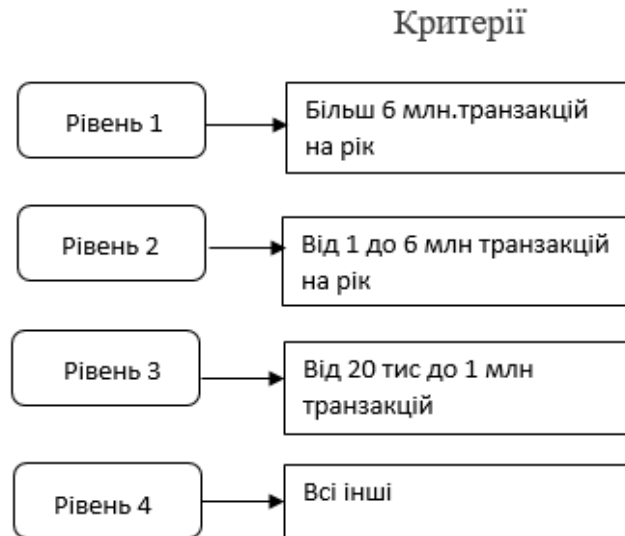 Критерії
Рівень 1
Більш 6 млн.транзакцій
на рік
Рівень 2
Від 1 до 6 млн транзакцій
на рік
Рівень 3
Від 20 тис до 1 млн
транзакцій
Рівень 4
Всі інші